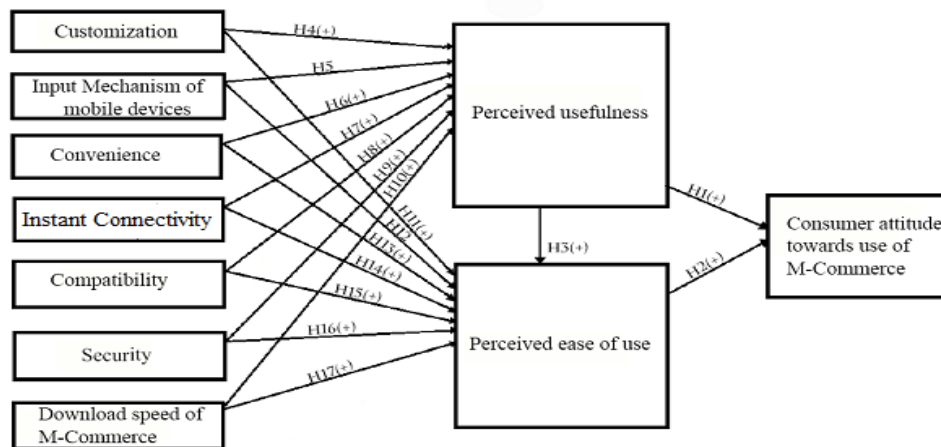 Customization
H4(+)
Input Mechanism of
mobile devices
H5
Convenience
H6(+)
Instant Connectivity
H7(+)
Compatibility
H8(+)
Security
H9(+)
Download speed of
M-Commerce
H10(+)
H11(+)
H12
H13(+)
H14(+)
H15(+)
H16(+)
H17(+)
Perceived usefulness
H3(+)
Perceived ease of use
H1(+)
H2(+)
Consumer attitude
towards use of
M-Commerce